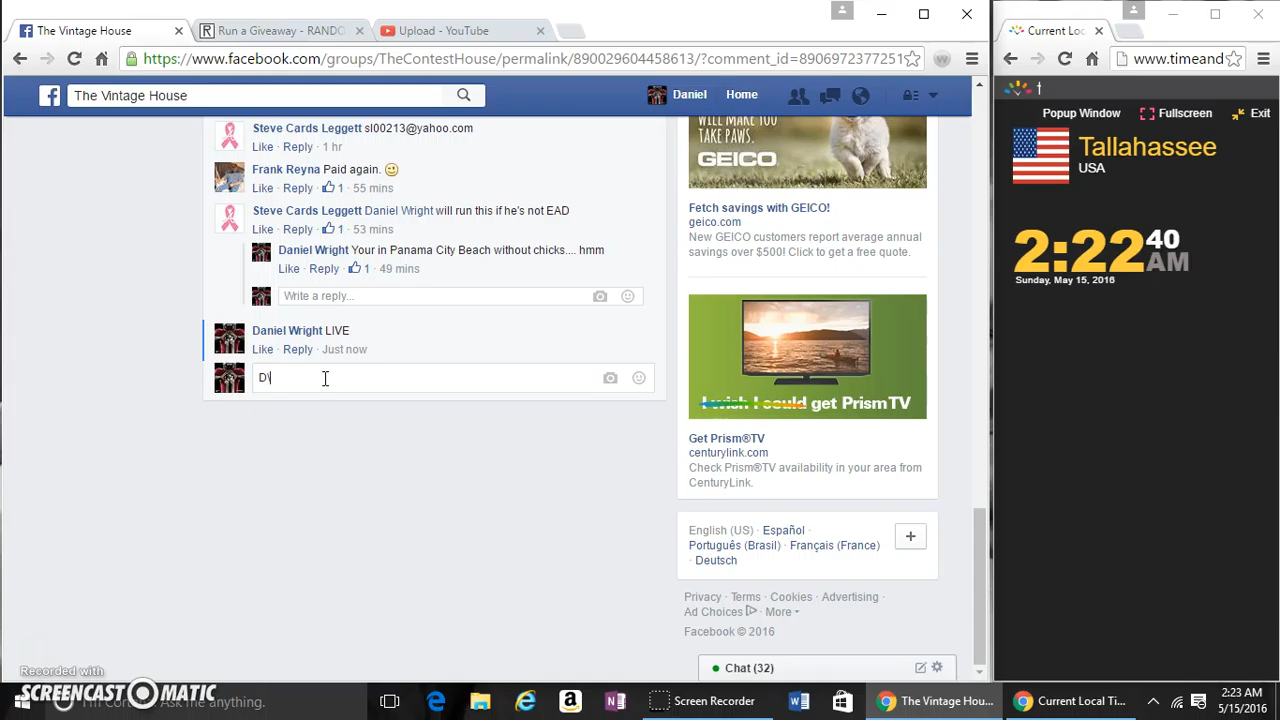 The Vintage House
Run a Giveaway - RANDO
Upload - YouTube
Current Loc
https://www.facebook.com/groups/TheContestHouse/permalink/890029604458613/?comment_id=8906972377251
www.timeand
The Vintage House
Daniel
Home
Popup Window
Fullscreen
Exit
Steve Cards Leggett sl00213@yahoo.com
Like · Reply · 1 hr
Frank Reyna Paid again.
Like · Reply · 1 · 55 mins
Steve Cards Leggett Daniel Wright will run this if he's not EAD
Like · Reply · 1 · 53 mins
Daniel Wright Your in Panama City Beach without chicks.... hmm
Like · Reply · 1 · 49 mins
Write a reply...
Daniel Wright LIVE
Like · Reply · Just now
D\
WILL MAKE YOU
TAKE PAWS.
GEICO
Fetch savings with GEICO!
geico.com
New GEICO customers report average annual
savings over $500! Click to get a free quote.
I wish I could get PrismTV
Get Prism®TV
centurylink.com
Check Prism®TV availability in your area from
CenturyLink.
English (US) · Español ·
Português (Brasil) · Français (France)
· Deutsch
Privacy · Terms · Cookies · Advertising ·
Ad Choices · More
Facebook © 2016
Chat (32)
Tallahassee
USA
2:22 40 AM
Sunday, May 15, 2016
Recorded with
SCREENCAST-O-MATIC
I'm Cortana. Ask me anything.
Screen Recorder
The Vintage Hou...
Current Local Ti...
2:23 AM
5/15/2016